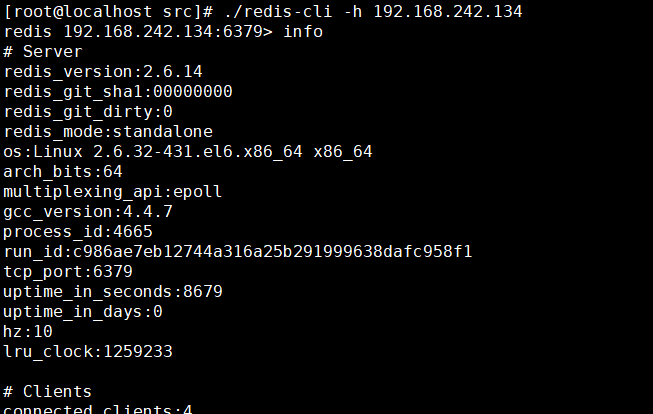 [root@localhost src]# ./redis-cli -h 192.168.242.134
redis 192.168.242.134:6379> info
# Server
redis_version:2.6.14
redis_git_sha1:00000000
redis_git_dirty:0
redis_mode:standalone
os:Linux 2.6.32-431.el6.x86_64 x86_64
arch_bits:64
multiplexing_api:epoll
gcc_version:4.4.7
process_id:4665
run_id:c986ae7eb12744a316a25b291999638dafc958f1
tcp_port:6379
uptime_in_seconds:8679
uptime_in_days:0
hz:10
lru_clock:1259233
# Clients
connected_clients:4